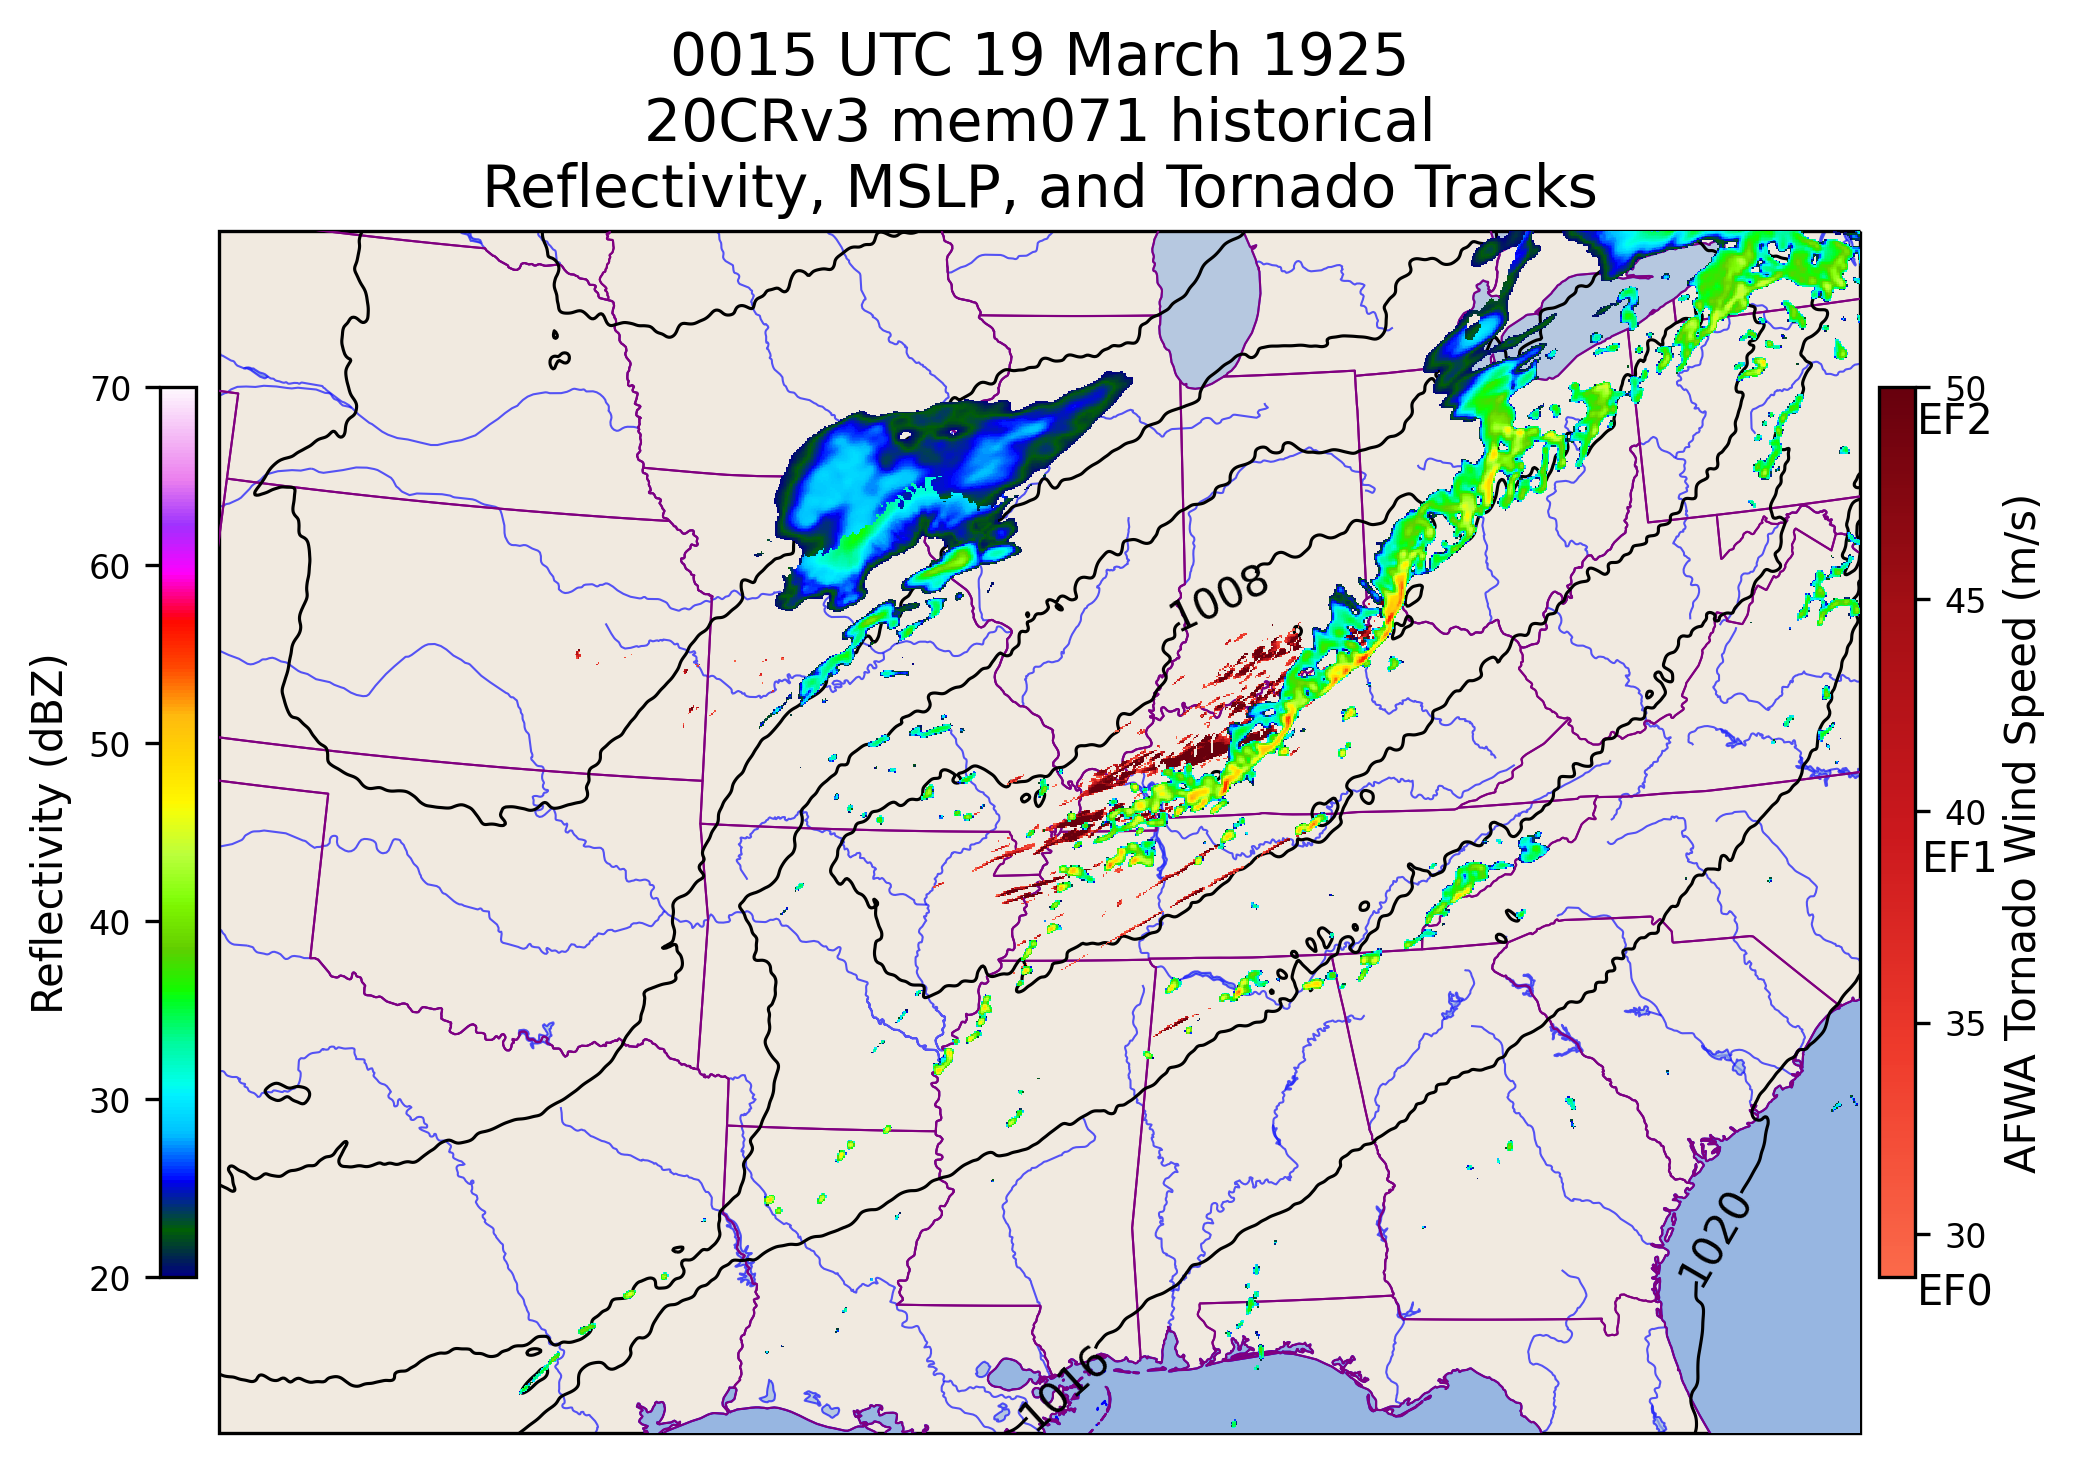 0015 UTC 19 March 1925
20CRv3 mem071 historical
Reflectivity, MSLP, and Tornado Tracks
Reflectivity (dBZ)
70
60
50
40
30
20
1008
1016
1020
50
EF2
45
40
EF1
35
30
EF0
AFWA Tornado Wind Speed (m/s)